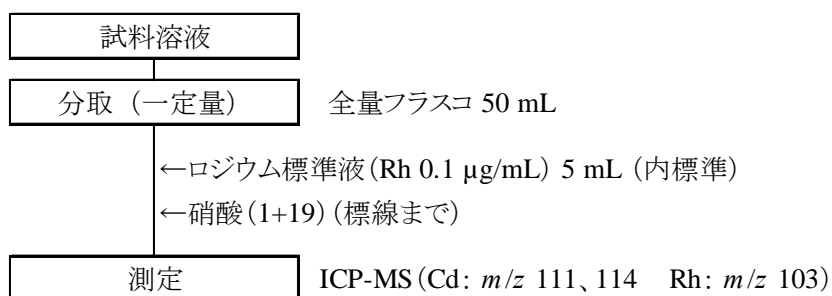 試料溶液
分取（一定量） 全量フラスコ 50 mL
←ロジウム標準液（Rh 0.1 µg/mL） 5 mL （内標準）
←硝酸（1+19）（標線まで）
測定 ICP-MS（Cd: m/z 111、114 Rh: m/z 103）